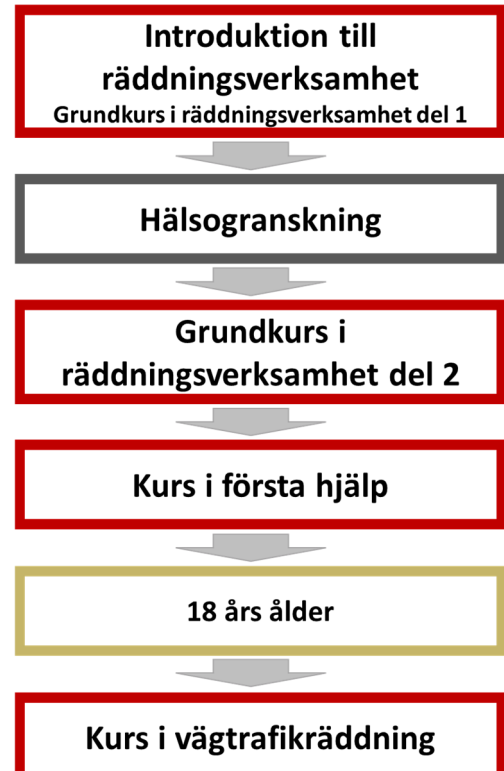 Introduktion till
räddningsverksamhet
Grundkurs i räddningsverksamhet del 1
Hälsogranskning
Grundkurs i
räddningsverksamhet del 2
Kurs i första hjälp
18 års ålder
Kurs i vägtrafikräddning